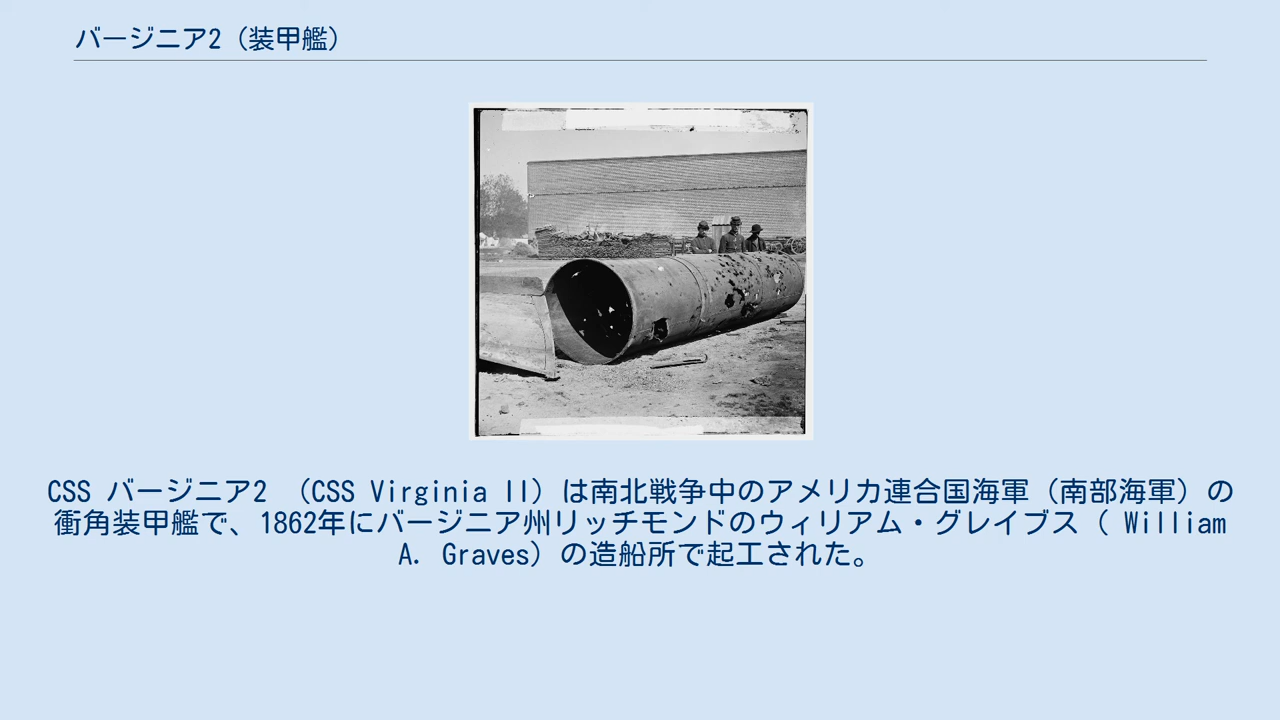 バージニア2（装甲艦）
CSS バージニア2 （CSS Virginia II）は南北戦争中のアメリカ連合国海軍（南部海軍）の
衝角装甲艦で、1862年にバージニア州リッチモンドのウィリアム・グレイブス（ William
A. Graves）の造船所で起工された。